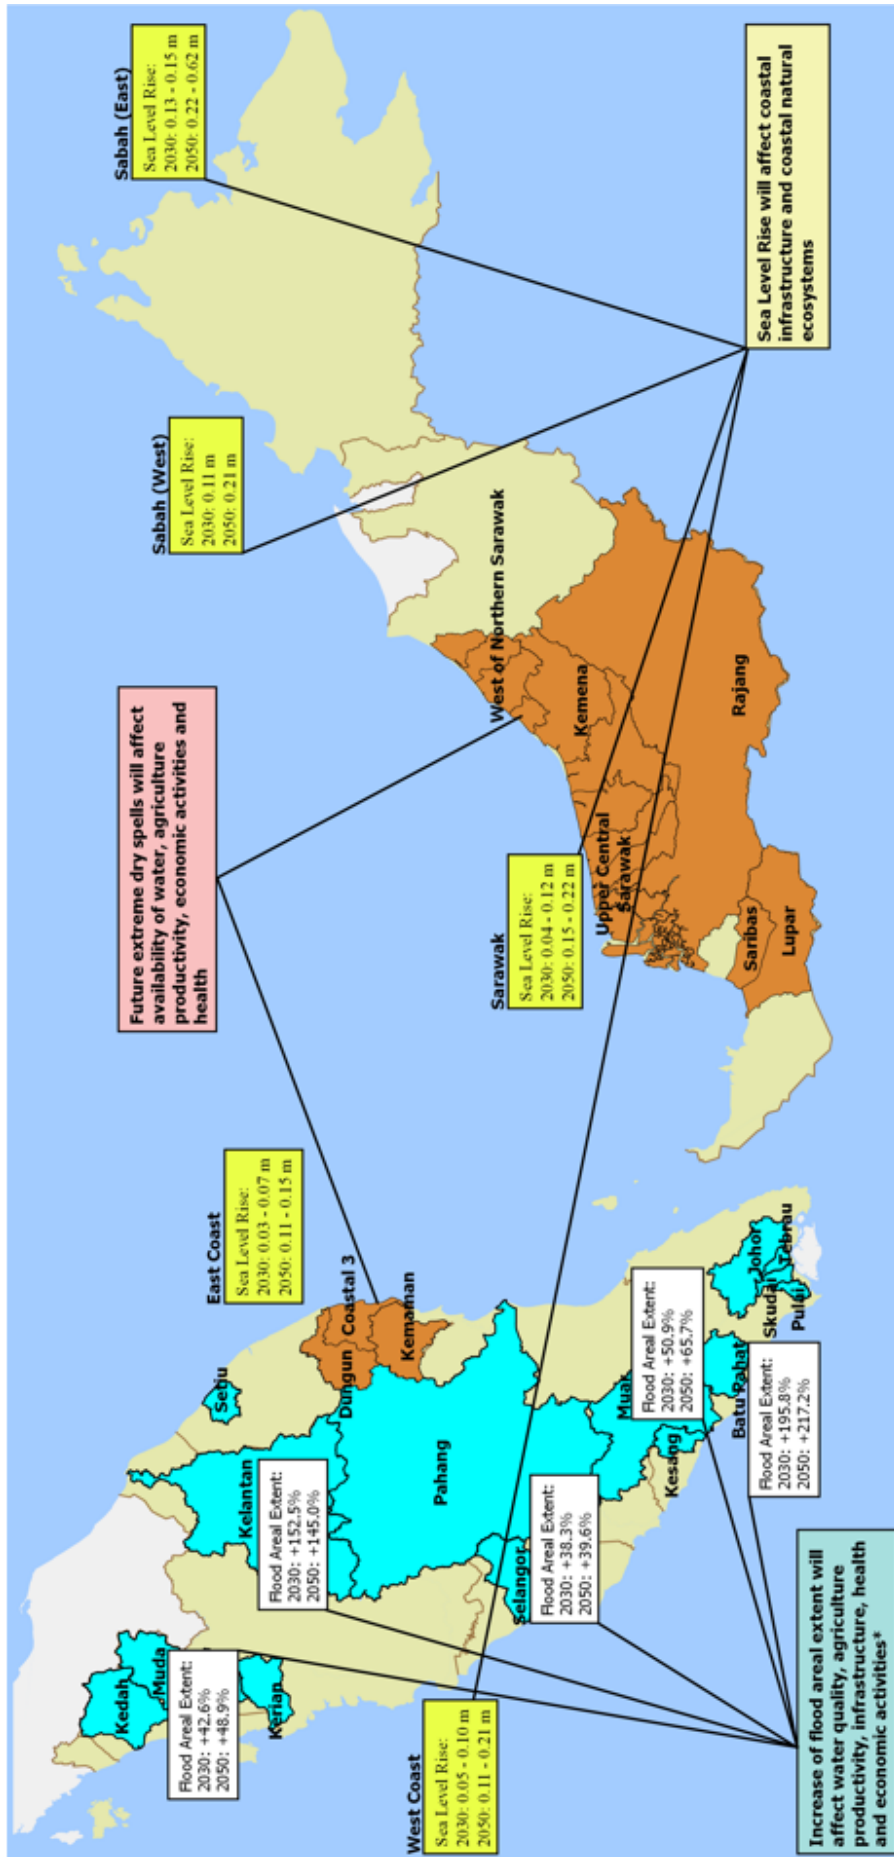 Sabah (East)
Sea Level Rise:
2030: 0.13 - 0.15 m
2050: 0.22 - 0.62 m
Sabah (West)
Sea Level Rise:
2030: 0.11 m
2050: 0.21 m
Future extreme dry spells will affect
availability of water, agriculture
productivity, economic activities and
health
East Coast
Sea Level Rise:
2030: 0.03 - 0.07 m
2050: 0.11 - 0.15 m
Sarawak
Sea Level Rise:
2030: 0.04 - 0.12 m
2050: 0.15 - 0.22 m
West Coast
Sea Level Rise:
2030: 0.05 - 0.10 m
2050: 0.11 - 0.21 m
Sea Level Rise will affect coastal
infrastructure and coastal natural
ecosystems
Increase of flood areal extent will
affect water quality, agriculture
productivity, infrastructure, health
and economic activities*
Flood Areal Extent:
2030: +42.6%
2050: +48.9%
Flood Areal Extent:
2030: +152.5%
2050: +145.0%
Flood Areal Extent:
2030: +38.3%
2050: +39.6%
Flood Areal Extent:
2030: +50.9%
2050: +65.7%
Flood Areal Extent:
2030: +195.8%
2050: +217.2%
Kedah
Muda
Kerian
Kelantan
Setiu
Dungun
Coastal 3
Kemaman
Pahang
Selangor
Muar
Kesang
Batu Pahat
Johor
Tebrau
Skudai
Pulai
West of Northern Sarawak
Kemena
Upper Central
Sarawak
Rajang
Saribas
Lupar